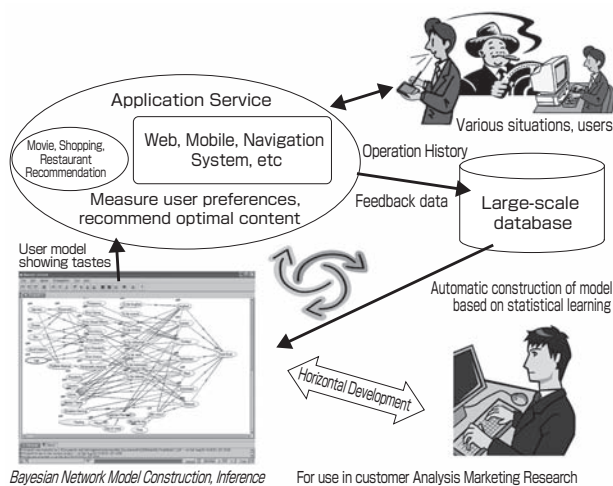 Application Service
Movie, Shopping,
Restaurant
Recommendation
Web, Mobile, Navigation
System, etc
Measure user preferences,
recommend optimal content
Various situations, users
Operation History
Feedback data
Large-scale
database
User model
showing tastes
Automatic construction of model
based on statistical learning
Horizontal Development
Bayesian Network Model Construction, Inference
For use in customer Analysis Marketing Research